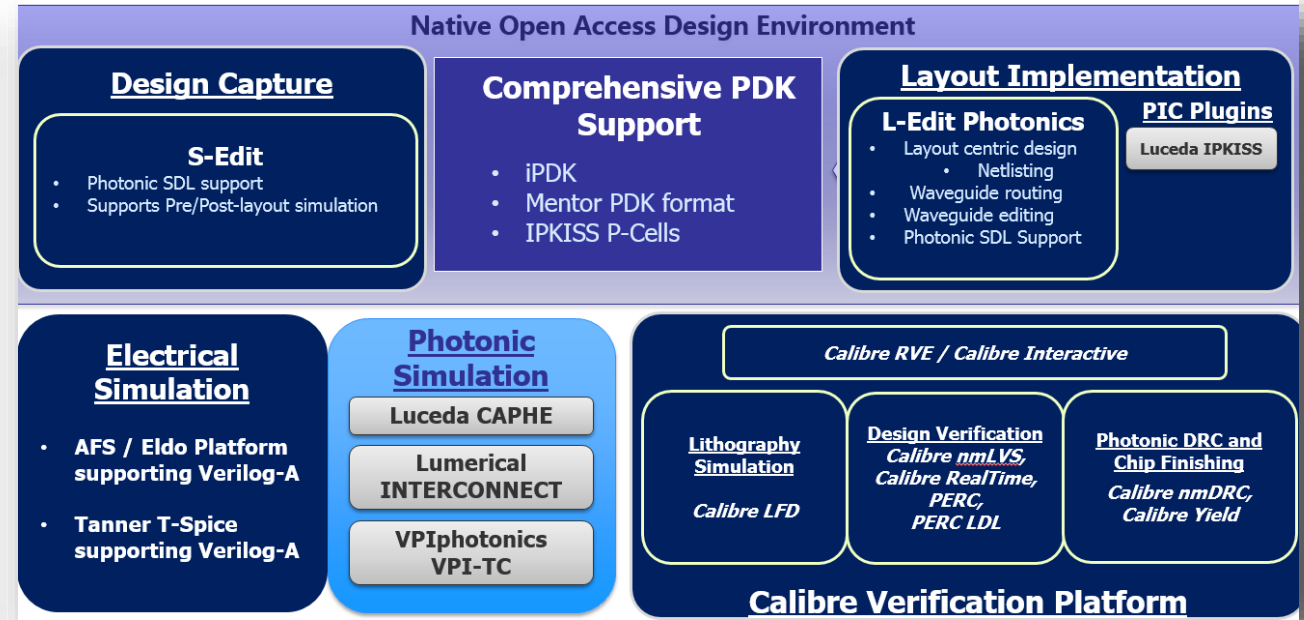 Native Open Access Design Environment
Design Capture
S-Edit
• Photonic SDL support
• Supports Pre/Post-layout simulation
Comprehensive PDK
Support
• iPDK
• Mentor PDK format
• IPKISS P-Cells
Layout Implementation
L-Edit Photonics
• Layout centric design
• Netlisting
• Waveguide routing
• Waveguide editing
• Photonic SDL Support
PIC Plugins
Luceda IPKISS
Electrical
Simulation
• AFS / Eldo Platform
supporting Verilog-A
• Tanner T-Spice
supporting Verilog-A
Photonic
Simulation
Luceda CAPHE
Lumerical
INTERCONNECT
VPIphotonics
VPI-TC
Calibre RVE / Calibre Interactive
Lithography
Simulation
Calibre LFD
Design Verification
Calibre nmLVS,
Calibre RealTime,
PERC,
PERC LDL
Photonic DRC and
Chip Finishing
Calibre nmDRC,
Calibre Yield
Calibre Verification Platform